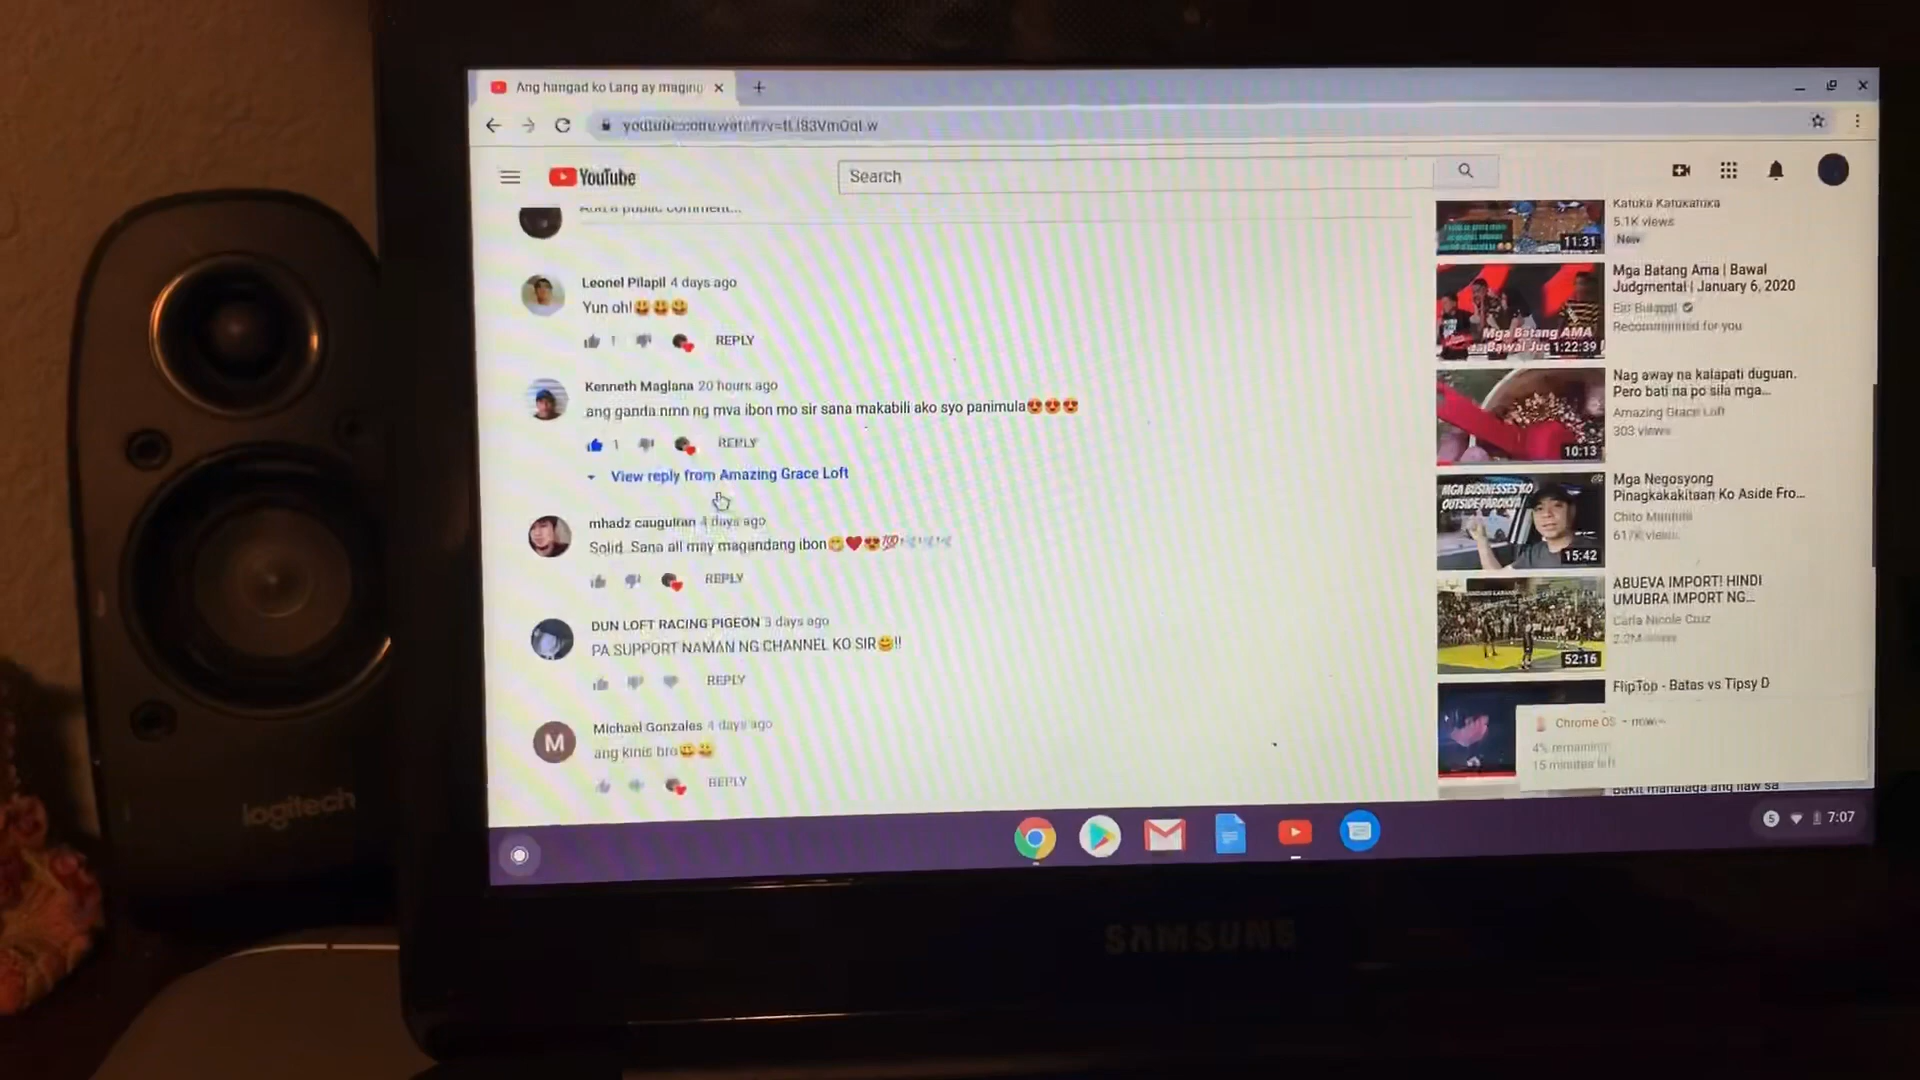 Ang hangad ko Lang ay maging
YouTube
Search
Add a public comment...
Leonel Pilapil 4 days ago
Yun oh!😃😃😃
1 REPLY
Kenneth Maglana 20 hours ago
ang ganda nmn ng mva ibon mo sir sana makabili ako syo panimula😍😍😍
1 REPLY
View reply from Amazing Grace Loft
mhadz 4 days ago
Solid. Sana all may magandang ibon😁❤️😍💯🕊🕊🕊
REPLY
DUN LOFT RACING PIGEON 3 days ago
PA SUPPORT NAMAN NG CHANNEL KO SIR😊!!
REPLY
M
Michael Gonzales 4 days ago
ang kinis bro😀😀
REPLY
Katuka Katukatuka
5.1K views
New
11:31
Mga Batang Ama | Bawal
Judgmental | January 6, 2020
Eat Bulaga!
Recommended for you
Mga Batang AMA
sa Bawal Jud
1:22:39
Nag away na kalapati duguan.
Pero bati na po sila mga...
Amazing Grace Loft
303 views
10:13
Mga Negosyong
Pinagkakakitaan Ko Aside Fro...
Chito Miranda
617K views
MGA BUSINESSES KO
OUTSIDE PAROKYA
15:42
ABUEVA IMPORT! HINDI
UMUBRA IMPORT NG...
Carla Nicole Cruz
2.2M views
52:16
FlipTop - Batas vs Tipsy D
Chrome OS • now
4% remaining
15 minutes left
Bakit mahalaga ang ilaw sa
5 7:07
logitech
SAMSUNG